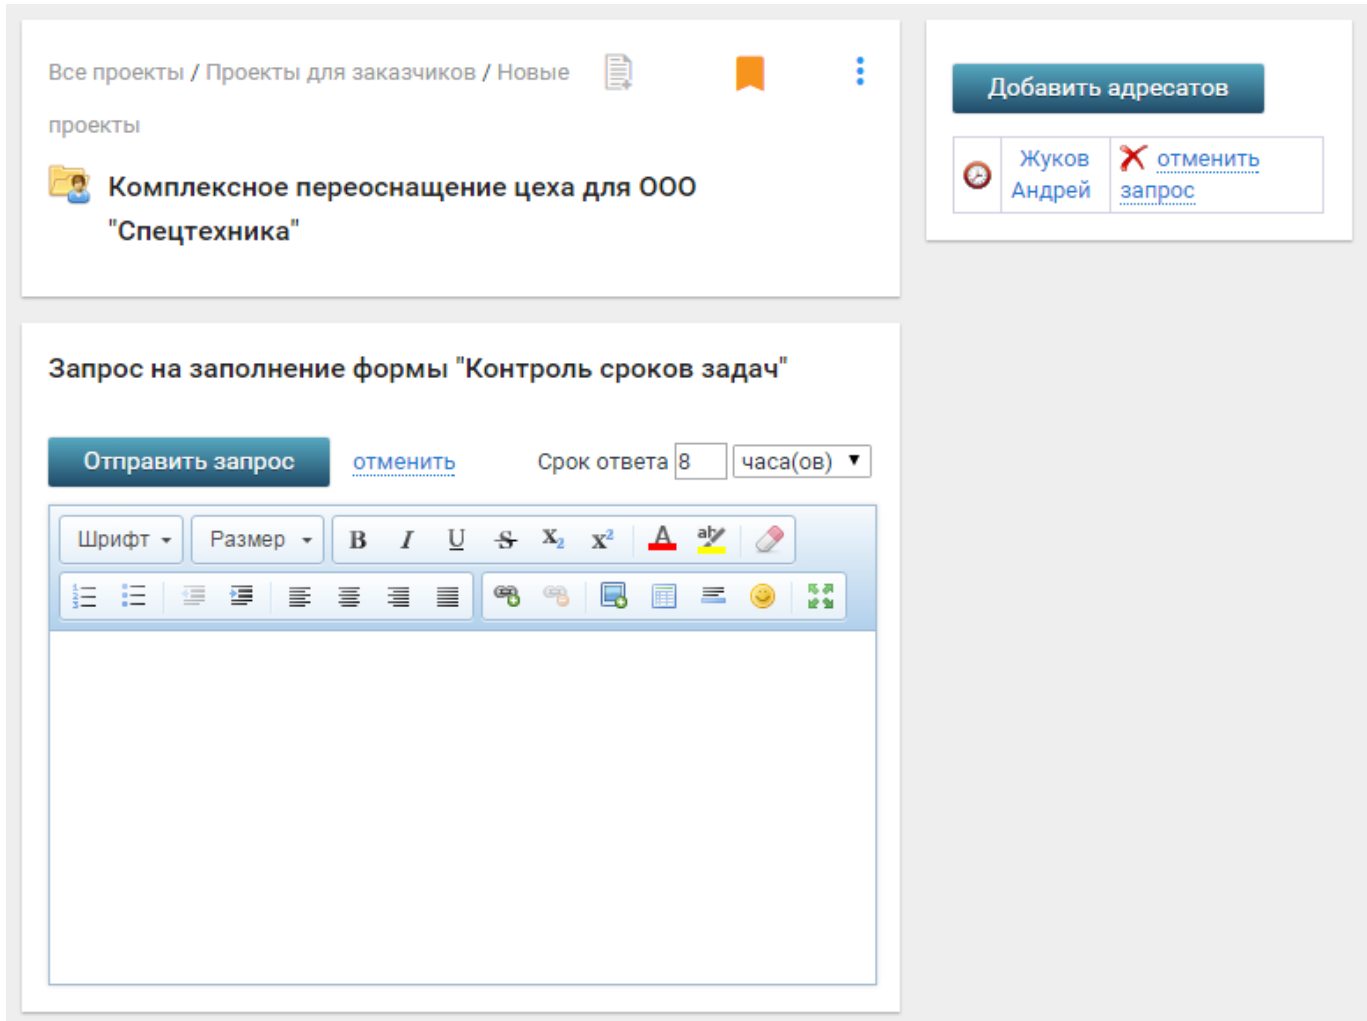 Все проекты / Проекты для заказчиков / Новые
проекты
Комплексное переоснащение цеха для ООО
"Спецтехника"
Добавить адресатов
Жуков
Андрей
отменить
запрос
Запрос на заполнение формы "Контроль сроков задач"
Отправить запрос отменить Срок ответа 8 часа(ов)
Шрифт Размер B I U S X₂ x² A ab